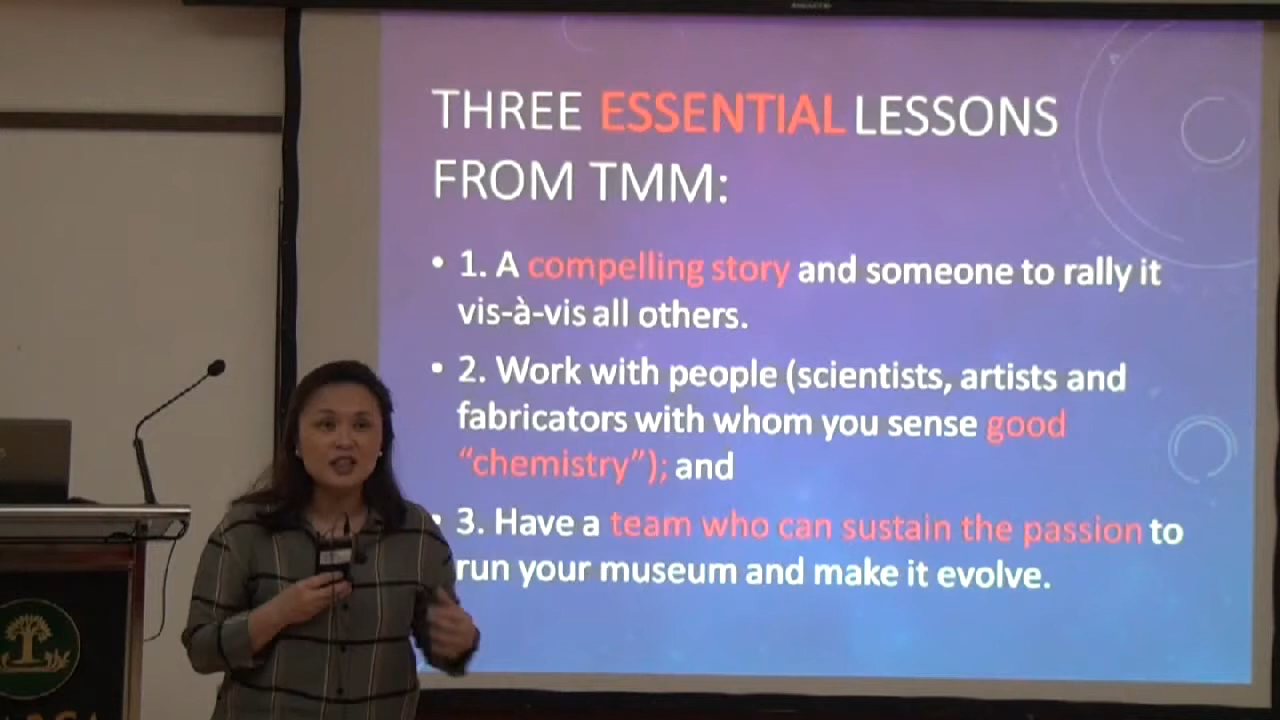 THREE ESSENTIAL LESSONS
FROM TMM:
• 1. A compelling story and someone to rally it
vis-à-vis all others.
• 2. Work with people (scientists, artists and
fabricators with whom you sense good
“chemistry”); and
• 3. Have a team who can sustain the passion to
run your museum and make it evolve.